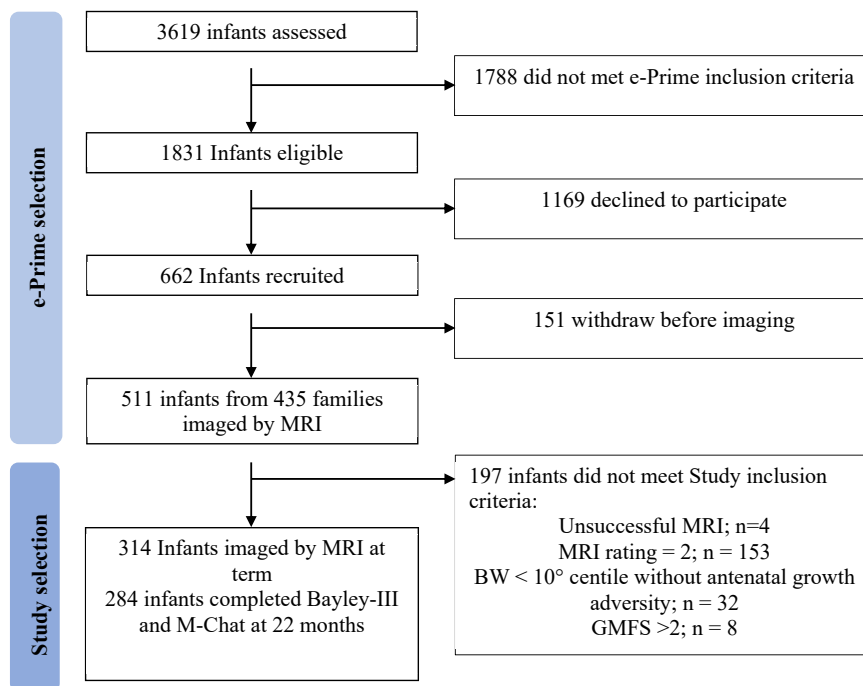 3619 infants assessed
1788 did not met e-Prime inclusion criteria
1831 Infants eligible
1169 declined to participate
662 Infants recruited
151 withdraw before imaging
511 infants from 435 families
imaged by MRI
e-Prime selection
197 infants did not meet Study inclusion
criteria:
Unsuccessful MRI; n=4
MRI rating = 2; n = 153
BW < 10° centile without antenatal growth
adversity; n = 32
GMFS >2; n = 8
314 Infants imaged by MRI at
term
284 infants completed Bayley-III
and M-Chat at 22 months
Study selection